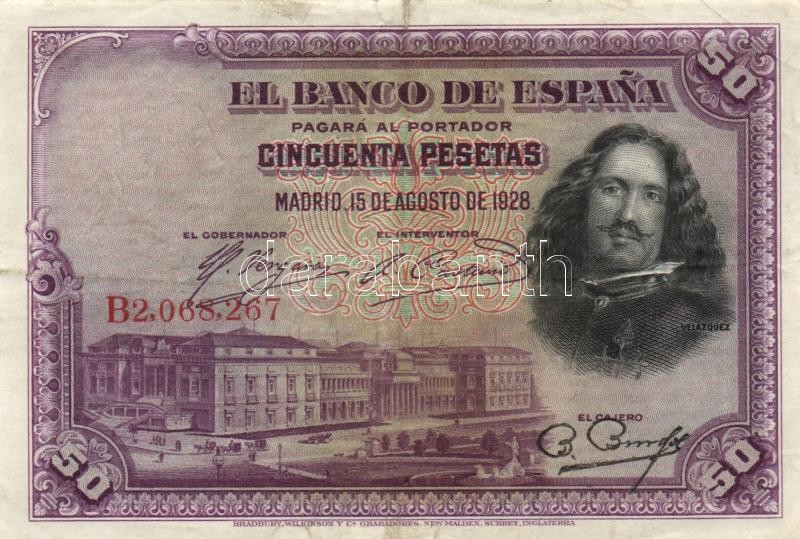 50
EL BANCO DE ESPAÑA
PAGARÁ AL PORTADOR
CINCUENTA PESETAS
MADRID, 15 DE AGOSTO DE 1928
EL GOBERNADOR EL INTERVENTOR
darabanth
B2,068,267
50
VELAZQUEZ
EL CAJERO
50 50
BRADBURY, WILKINSON Y Cª GRABADORES. NEW MALDEN, SURREY, INGLATERRA